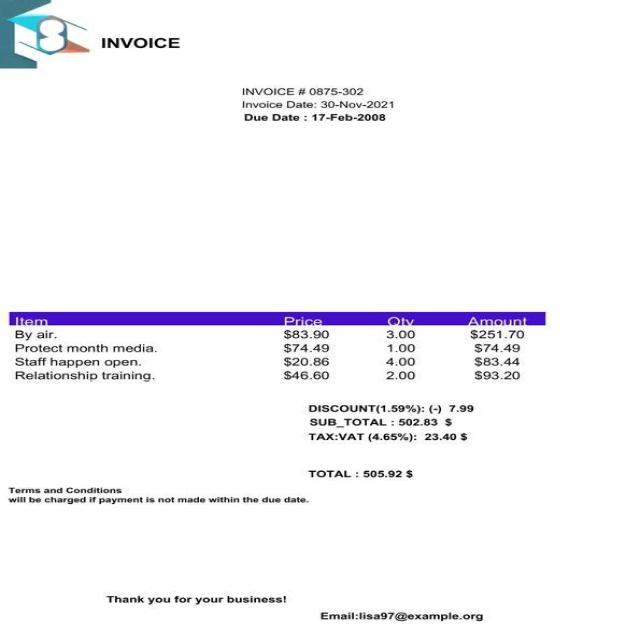 INVOICE
INVOICE # 0875-302
Invoice Date: 30-Nov-2021
Due Date : 17-Feb-2008
Item Price Qty Amount
By air. $83.90 3.00 $251.70
Protect month media. $74.49 1.00 $74.49
Staff happen open. $20.86 4.00 $83.44
Relationship training. $46.60 2.00 $93.20
DISCOUNT(1.59%): (-) 7.99
SUB_TOTAL : 502.83 $
TAX:VAT (4.65%): 23.40 $
TOTAL : 505.92 $
Terms and Conditions
will be charged if payment is not made within the due date.
Thank you for your business!
Email:lisa97@example.org